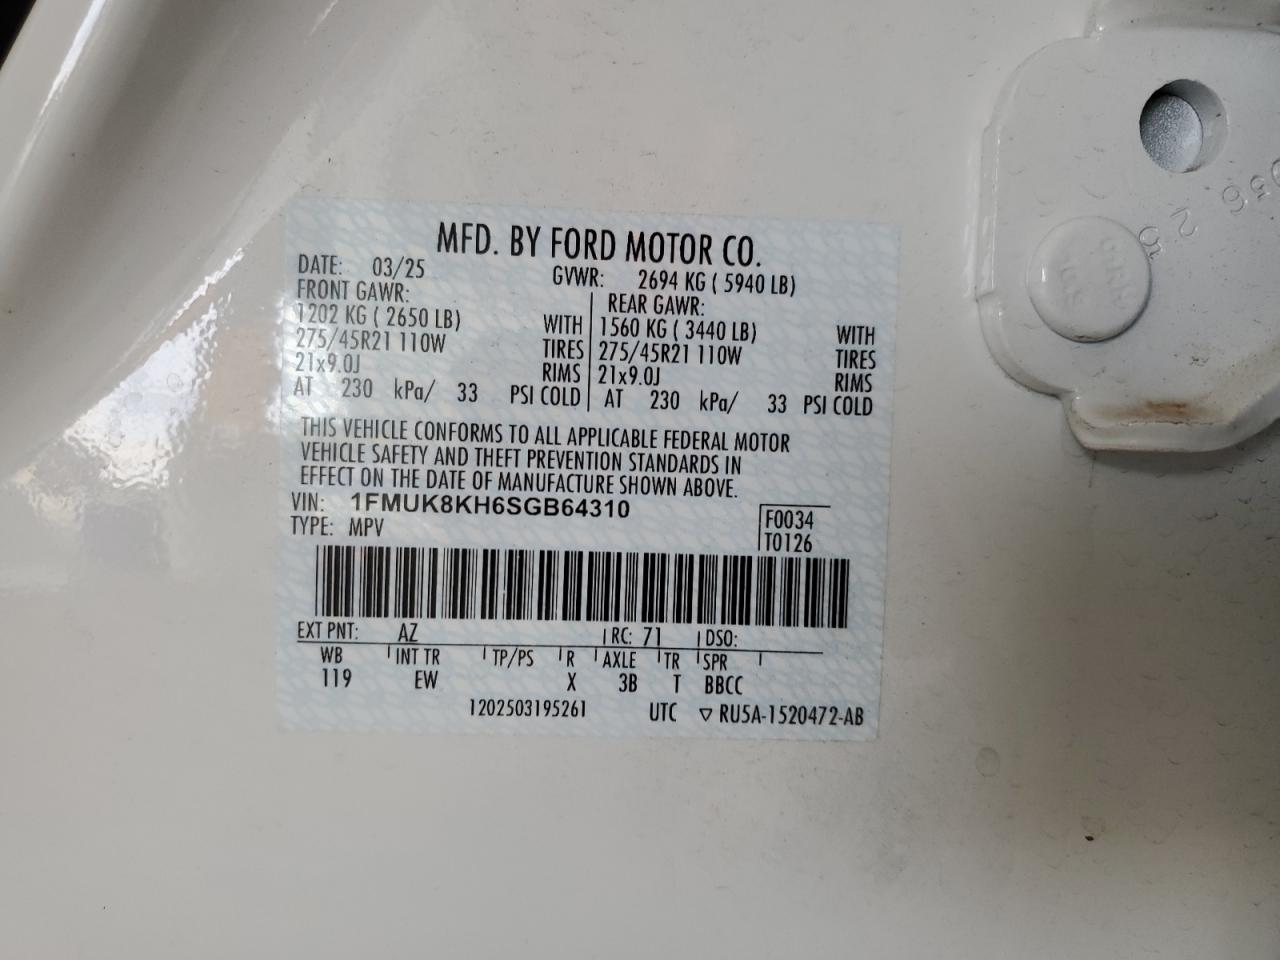 MFD. BY FORD MOTOR CO.
DATE: 03/25 GVWR: 2694 KG ( 5940 LB)
FRONT GAWR: REAR GAWR:
1202 KG ( 2650 LB) WITH 1560 KG ( 3440 LB) WITH
275/45R21 110W TIRES 275/45R21 110W TIRES
21x9.0J RIMS 21x9.0J RIMS
AT 230 kPa/ 33 PSI COLD AT 230 kPa/ 33 PSI COLD
THIS VEHICLE CONFORMS TO ALL APPLICABLE FEDERAL MOTOR
VEHICLE SAFETY AND THEFT PREVENTION STANDARDS IN
EFFECT ON THE DATE OF MANUFACTURE SHOWN ABOVE.
VIN: 1FMUK8KH6SGB64310
TYPE: MPV
F0034
T0126
EXT PNT: AZ RC: 71 DSO:
WB INT TR TP/PS R AXLE TR SPR
119 EW X 3B T BBCC
1202503195261 UTC ▽ RU5A-1520472-AB